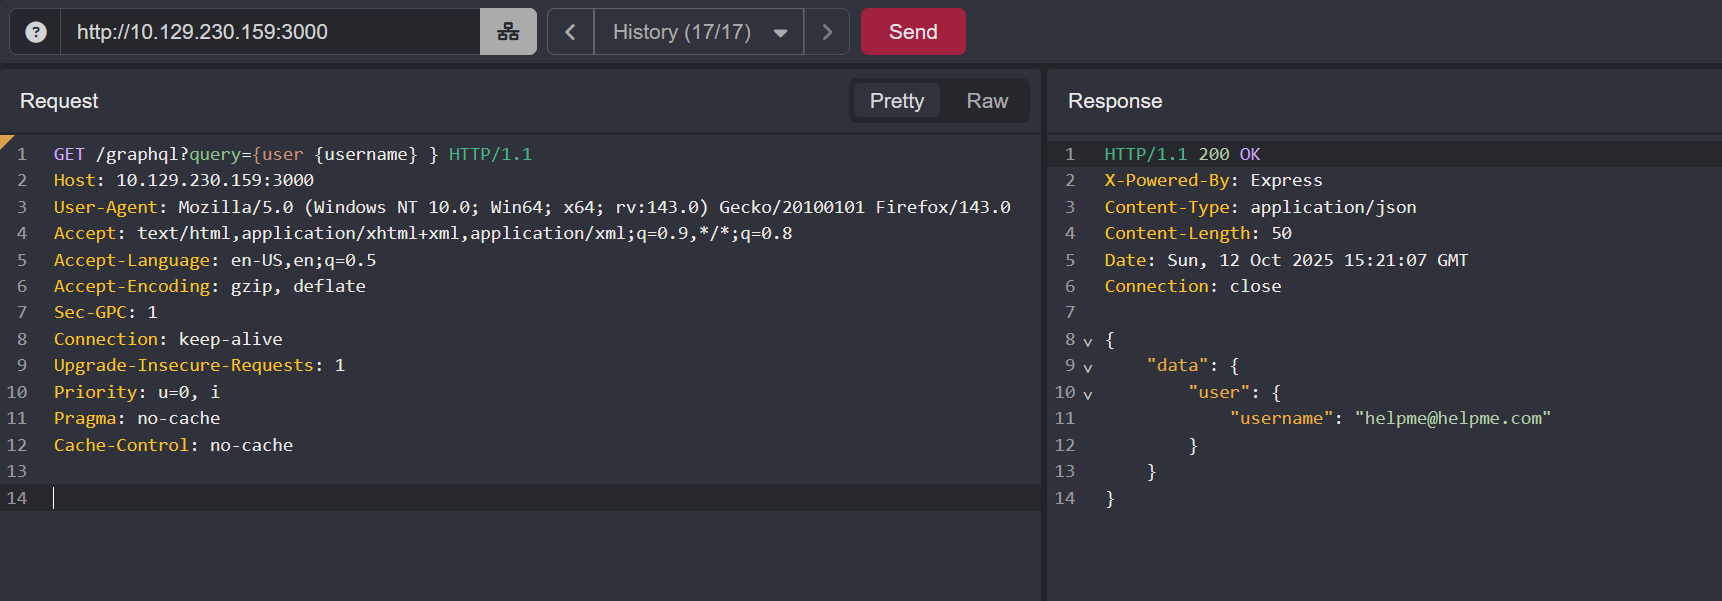 ? http://10.129.230.159:3000 < History (17/17) > Send
Request Pretty Raw
1 GET /graphql?query={user {username} } HTTP/1.1
2 Host: 10.129.230.159:3000
3 User-Agent: Mozilla/5.0 (Windows NT 10.0; Win64; x64; rv:143.0) Gecko/20100101 Firefox/143.0
4 Accept: text/html,application/xhtml+xml,application/xml;q=0.9,*/*;q=0.8
5 Accept-Language: en-US,en;q=0.5
6 Accept-Encoding: gzip, deflate
7 Sec-GPC: 1
8 Connection: keep-alive
9 Upgrade-Insecure-Requests: 1
10 Priority: u=0, i
11 Pragma: no-cache
12 Cache-Control: no-cache
13
14
Response
1 HTTP/1.1 200 OK
2 X-Powered-By: Express
3 Content-Type: application/json
4 Content-Length: 50
5 Date: Sun, 12 Oct 2025 15:21:07 GMT
6 Connection: close
7
8 {
9 "data": {
10 "user": {
11 "username": "helpme@helpme.com"
12 }
13 }
14 }